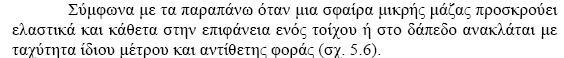 Σύμφωνα με τα παραπάνω όταν μια σφαίρα μικρής μάζας προσκρούει
ελαστικά και κάθετα στην επιφάνεια ενός τοίχου ή στο δάπεδο ανακλάται με
ταχύτητα ίδιου μέτρου και αντίθετης φοράς (σχ. 5.6).